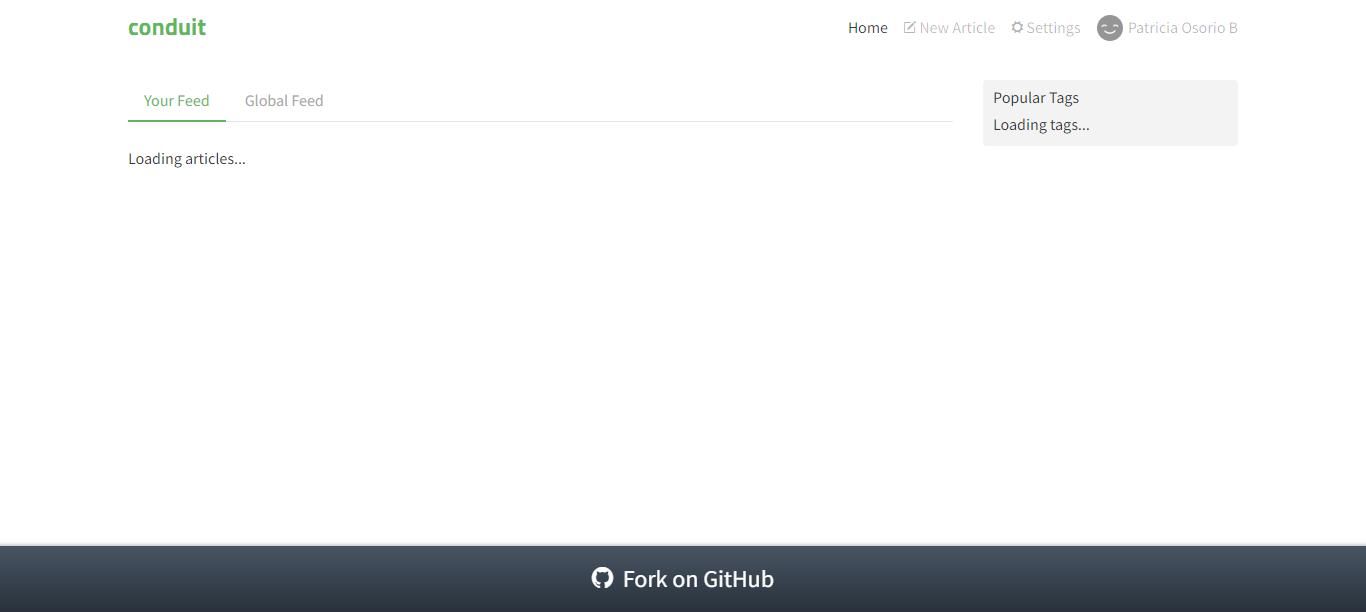 conduit
Home New Article Settings Patricia Osorio B
Your Feed Global Feed
Loading articles...
Popular Tags
Loading tags...
Fork on GitHub